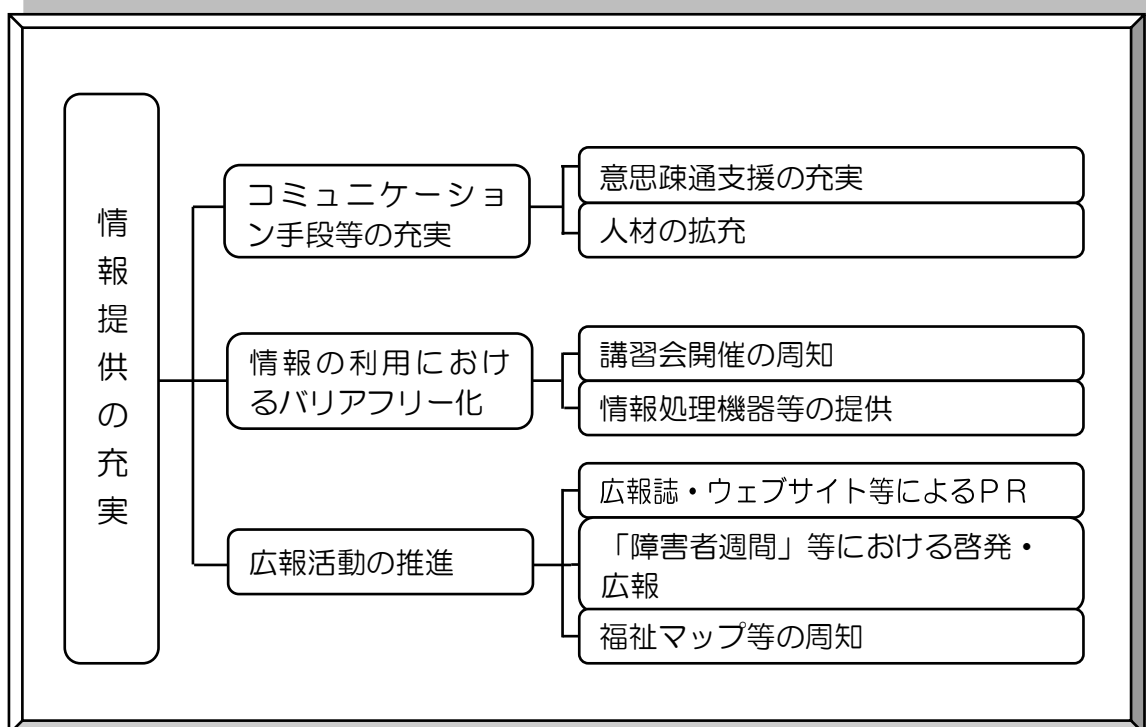 情報提供の充実
コミュニケーショ
ン手段等の充実
意思疎通支援の充実
人材の拡充
情報の利用におけ
るバリアフリー化
講習会開催の周知
情報処理機器等の提供
広報活動の推進
広報誌・ウェブサイト等によるＰＲ
「障害者週間」等における啓発・
広報
福祉マップ等の周知